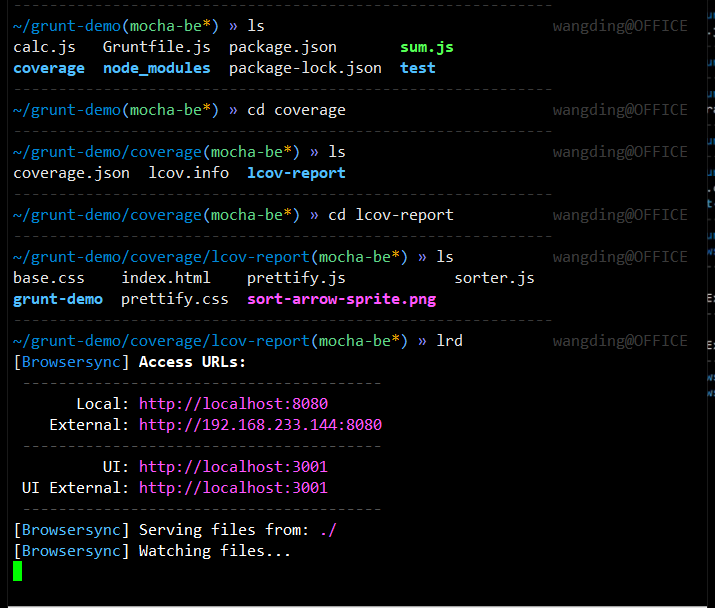 ~/grunt-demo(mocha-be*) » ls wangding@OFFICE
calc.js Gruntfile.js package.json sum.js
coverage node_modules package-lock.json test
~/grunt-demo(mocha-be*) » cd coverage wangding@OFFICE
~/grunt-demo/coverage(mocha-be*) » ls wangding@OFFICE
coverage.json lcov.info lcov-report
~/grunt-demo/coverage(mocha-be*) » cd lcov-report wangding@OFFICE
~/grunt-demo/coverage/lcov-report(mocha-be*) » ls wangding@OFFICE
base.css index.html prettify.js sorter.js
grunt-demo prettify.css sort-arrow-sprite.png
~/grunt-demo/coverage/lcov-report(mocha-be*) » lrd wangding@OFFICE
[Browsersync] Access URLs:
-----------------------------------------
Local: http://localhost:8080
External: http://192.168.233.144:8080
-----------------------------------------
UI: http://localhost:3001
UI External: http://localhost:3001
-----------------------------------------
[Browsersync] Serving files from: ./
[Browsersync] Watching files...